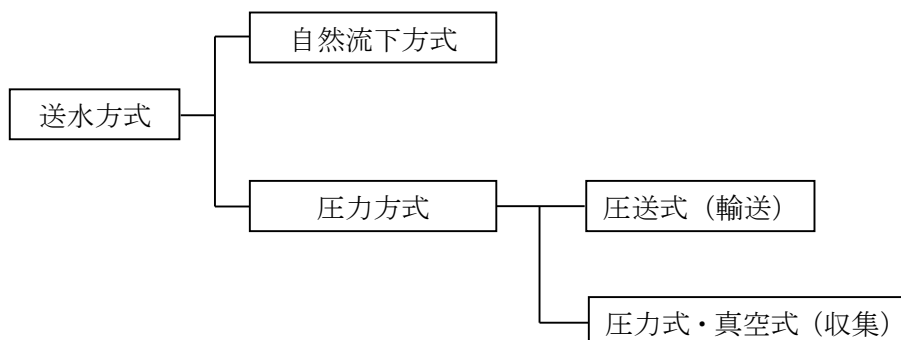 自然流下方式
送水方式
圧力方式
圧送式（輸送）
圧力式・真空式（収集）